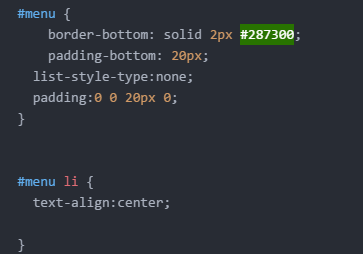 #menu {
    border-bottom: solid 2px #287300;
    padding-bottom: 20px;
  list-style-type:none;
  padding:0 0 20px 0;
}
#menu li {
  text-align:center;
}